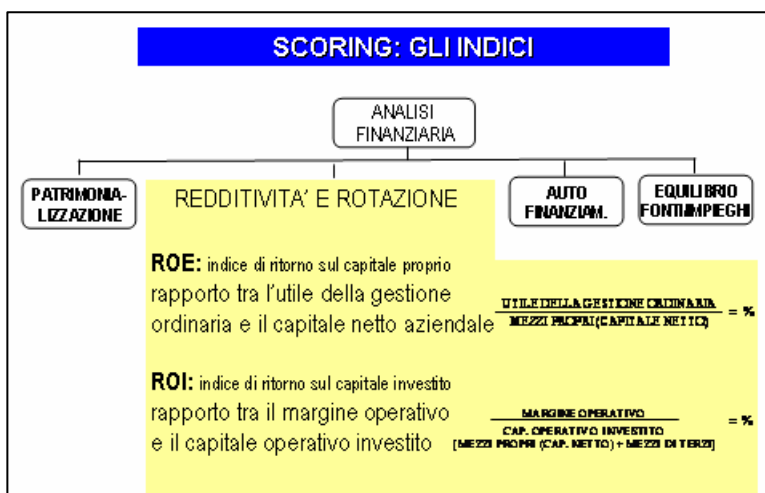 SCORING: GLI INDICI
ANALISI
FINANZIARIA
PATRIMONIA-
LIZZAZIONE
REDDITIVITA' E ROTAZIONE
AUTO
FINANZIAM.
EQUILIBRIO
FONTI/IMPIEGHI
ROE: indice di ritorno sul capitale proprio
rapporto tra l'utile della gestione
ordinaria e il capitale netto aziendale
UTILE DELLA GESTIONE ORDINARIA
MEZZI PROPRI (CAPITALE NETTO)
= %
ROI: indice di ritorno sul capitale investito
rapporto tra il margine operativo
e il capitale operativo investito
MARGINE OPERATIVO
CAP. OPERATIVO INVESTITO
[MEZZI PROPRI (CAP. NETTO) + MEZZI DI TERZI]
= %